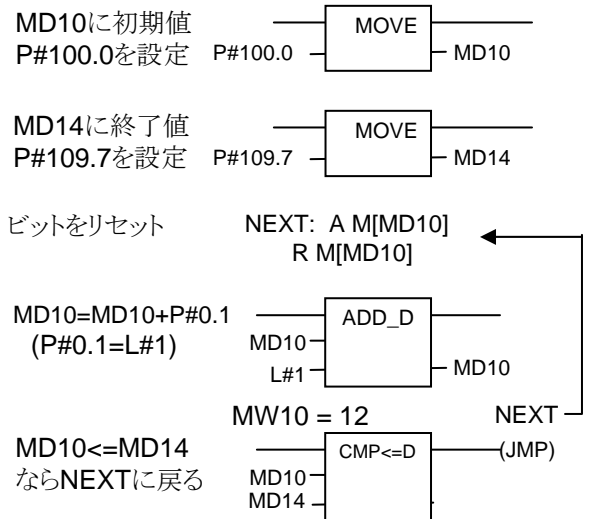 MD10に初期値
P#100.0を設定
P#100.0
MOVE
MD10
MD14に終了値
P#109.7を設定
P#109.7
MOVE
MD14
ビットをリセット
NEXT: A M[MD10]
R M[MD10]
MD10=MD10+P#0.1
(P#0.1=L#1)
ADD_D
MD10
L#1
MD10
MW10 = 12
NEXT
MD10<=MD14
ならNEXTに戻る
CMP<=D
(JMP)
MD10
MD14